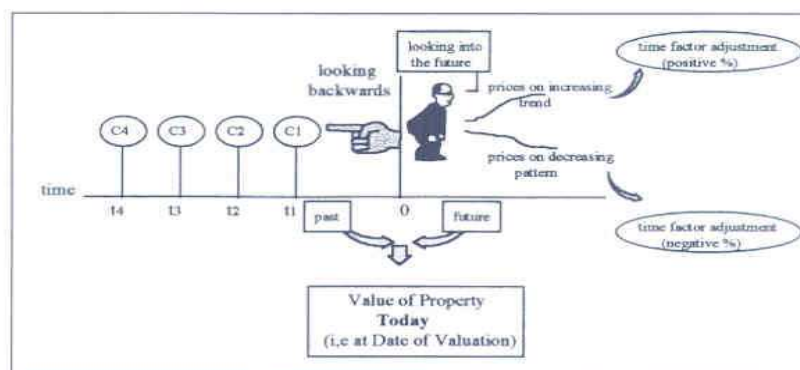 looking into
the future
time factor adjustment
(positive %)
looking
backwards
prices on increasing
trend
C4
C3
C2
C1
prices on decreasing
pattern
time
t4
t3
t2
t1
0
past
future
time factor adjustment
(negative %)
Value of Property
Today
(i,e at Date of Valuation)